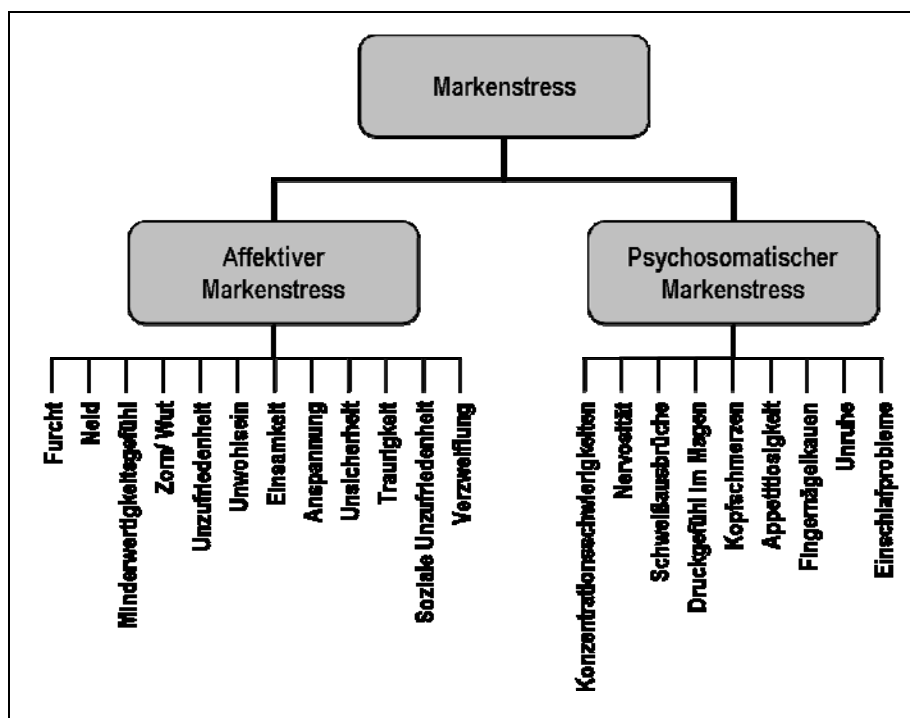 Markenstress
Affektiver
Markenstress
Psychosomatischer
Markenstress
Furcht
Neid
Minderwertigkeitsgefühl
Zorn/ Wut
Unzufriedenheit
Unwohlsein
Einsamkeit
Anspannung
Unsicherheit
Traurigkeit
Soziale Unzufriedenheit
Verzweiflung
Konzentrationsschwierigkeiten
Nervosität
Schweißausbrüche
Druckgefühl im Magen
Kopfschmerzen
Appetitlosigkeit
Fingernägelkauen
Unruhe
Einschlafprobleme